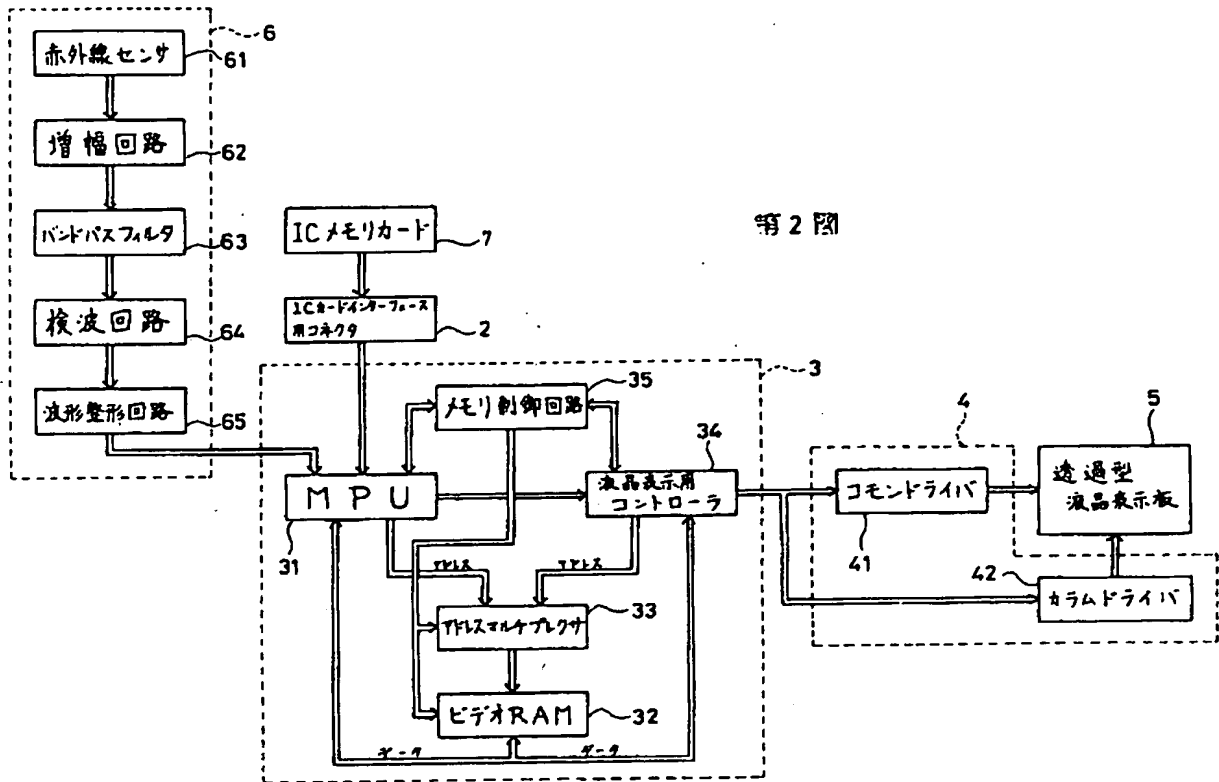 6
赤外線センサ
61
増幅回路
62
バンドパスフィルタ
63
検波回路
64
波形整形回路
65
ICメモリカード
7
第2図
ICカードインターフェース
用コネクタ
2
3
メモリ制御回路
35
MPU
31
液晶表示用
コントローラ
34
アドレス
アドレス
アドレスマルチプレクサ
33
ビデオRAM
32
データ
データ
4
コモンドライバ
41
5
透過型
液晶表示板
42
カラムドライバ